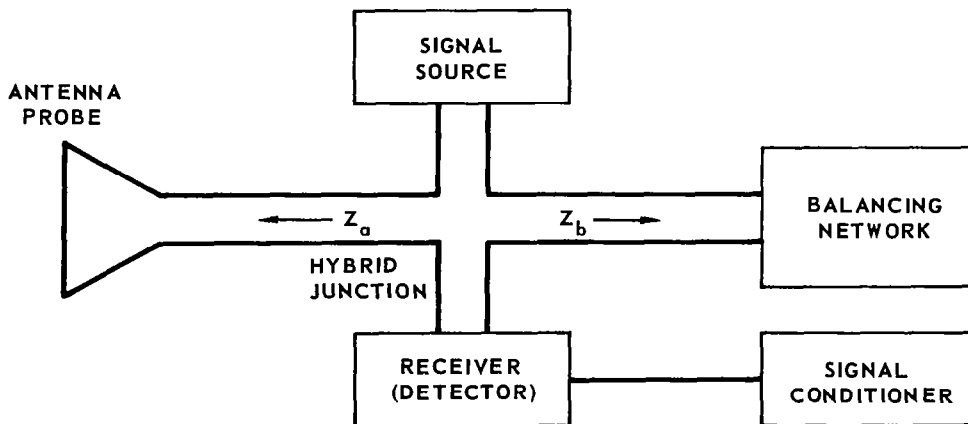 SIGNAL
SOURCE
ANTENNA
PROBE
Z_a
Z_b
BALANCING
NETWORK
HYBRID
JUNCTION
RECEIVER
(DETECTOR)
SIGNAL
CONDITIONER